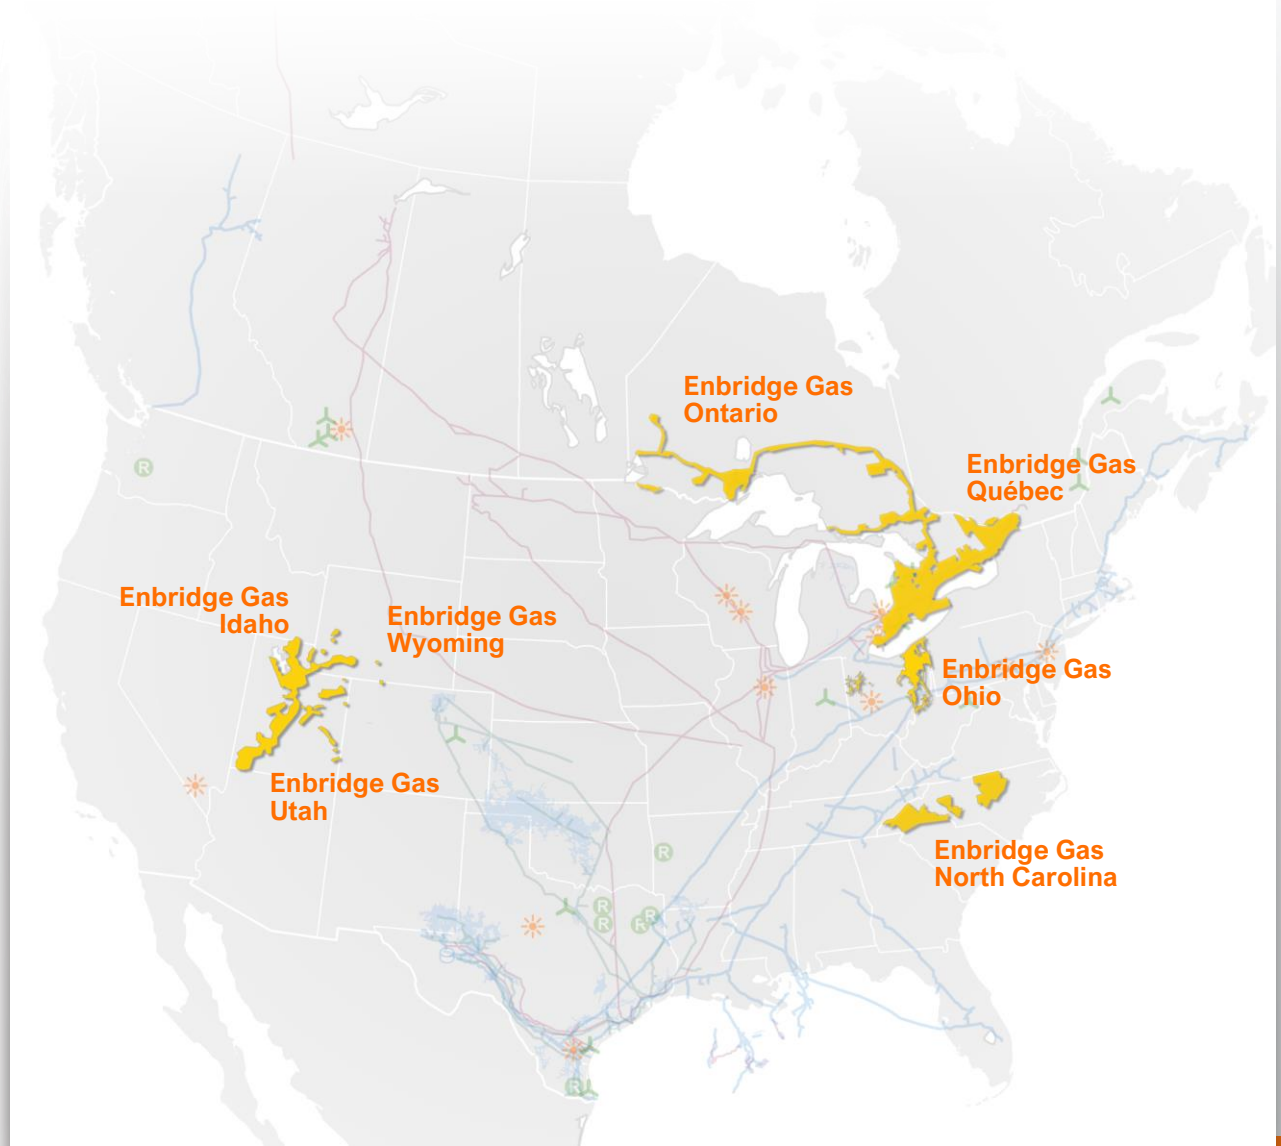 Enbridge Gas
Ontario
Enbridge Gas
Québec
Enbridge Gas
Idaho
Enbridge Gas
Wyoming
Enbridge Gas
Ohio
Enbridge Gas
Utah
Enbridge Gas
North Carolina
R
R
R
R
R
R
R